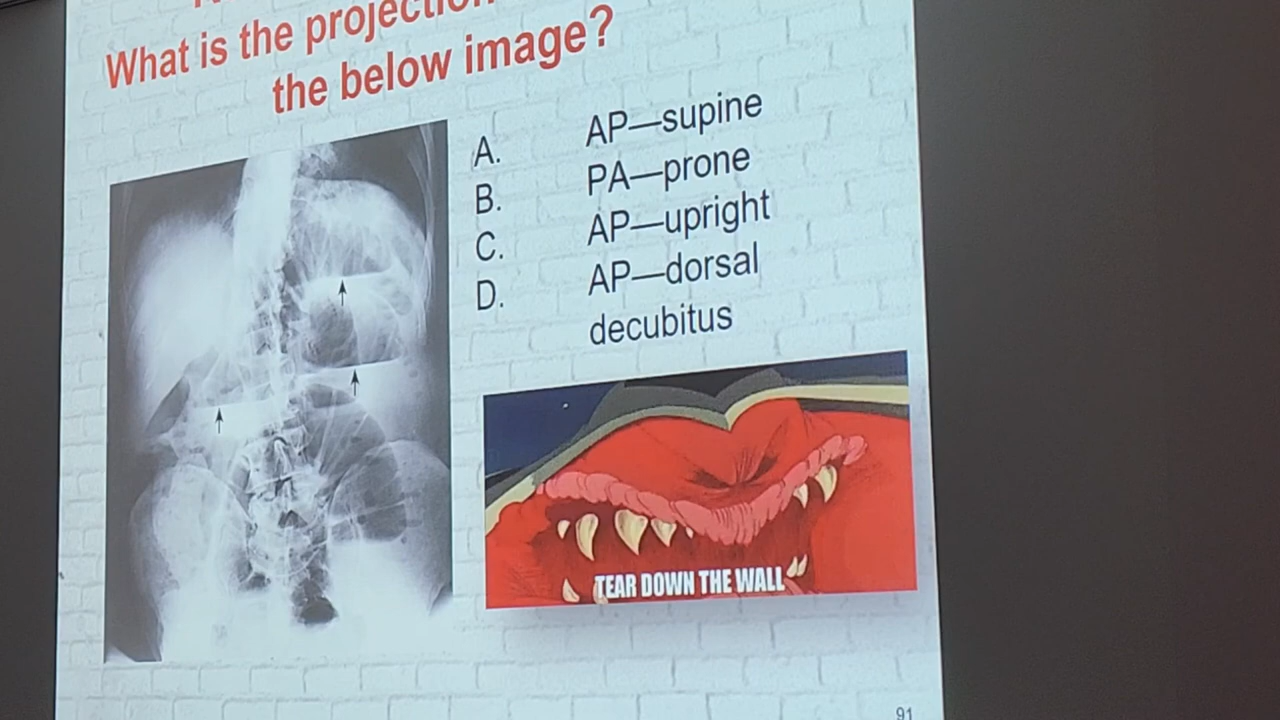 What is the projection
the below image?
A. AP—supine
B. PA—prone
C. AP—upright
D. AP—dorsal
decubitus
TEAR DOWN THE WALL
91